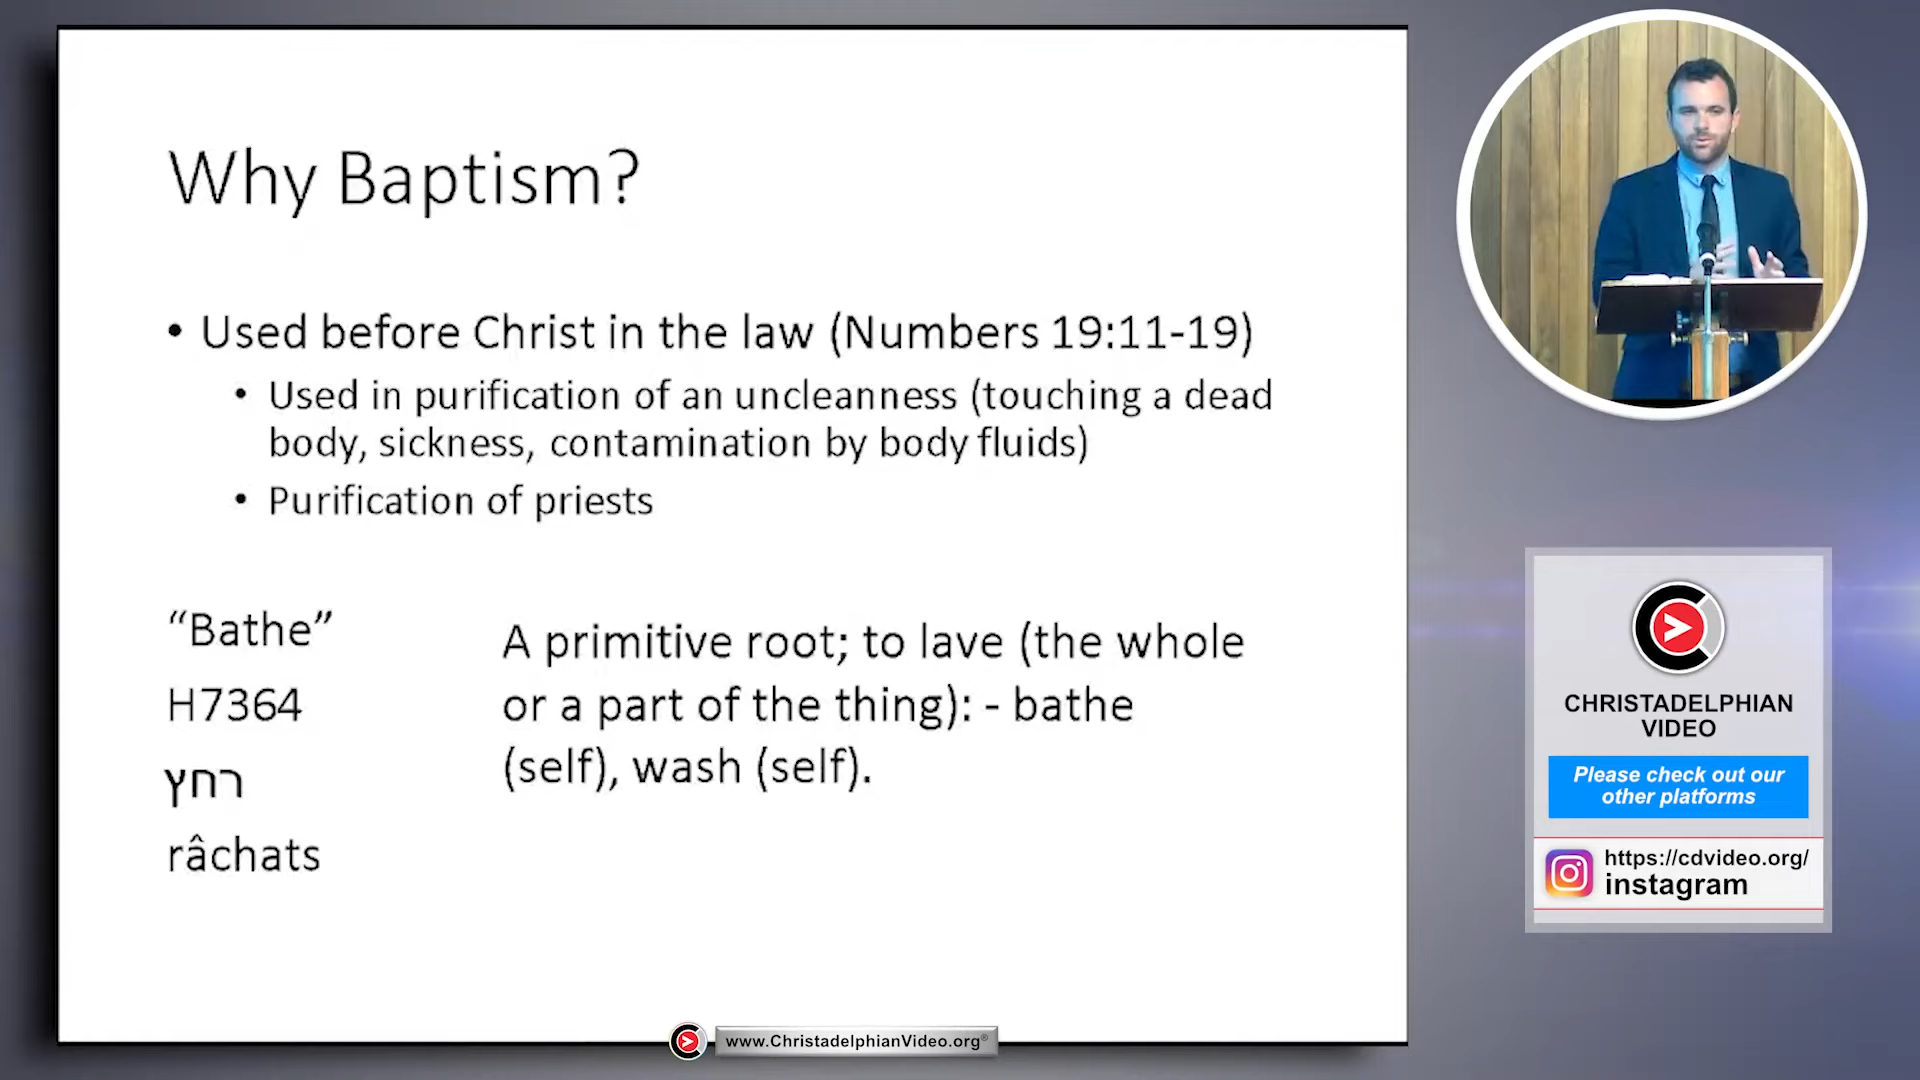 Why Baptism?
• Used before Christ in the law (Numbers 19:11-19)
• Used in purification of an uncleanness (touching a dead
body, sickness, contamination by body fluids)
• Purification of priests
“Bathe”
H7364
רחץ
râchats
A primitive root; to lave (the whole
or a part of the thing): - bathe
(self), wash (self).
CHRISTADELPHIAN
VIDEO
Please check out our
other platforms
https://cdvideo.org/
instagram
www.ChristadelphianVideo.org®